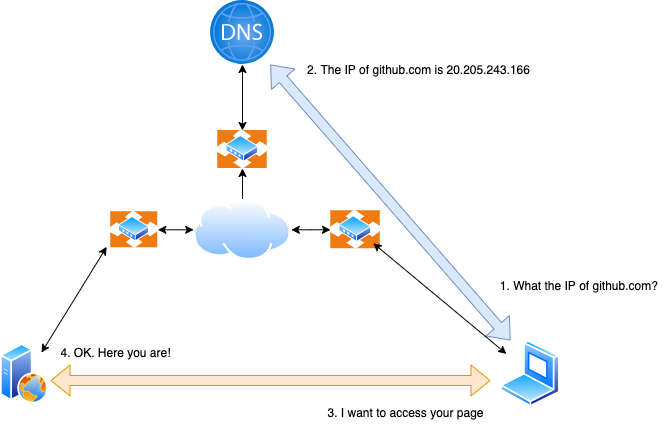 DNS
2. The IP of github.com is 20.205.243.166
1. What the IP of github.com?
4. OK. Here you are!
3. I want to access your page